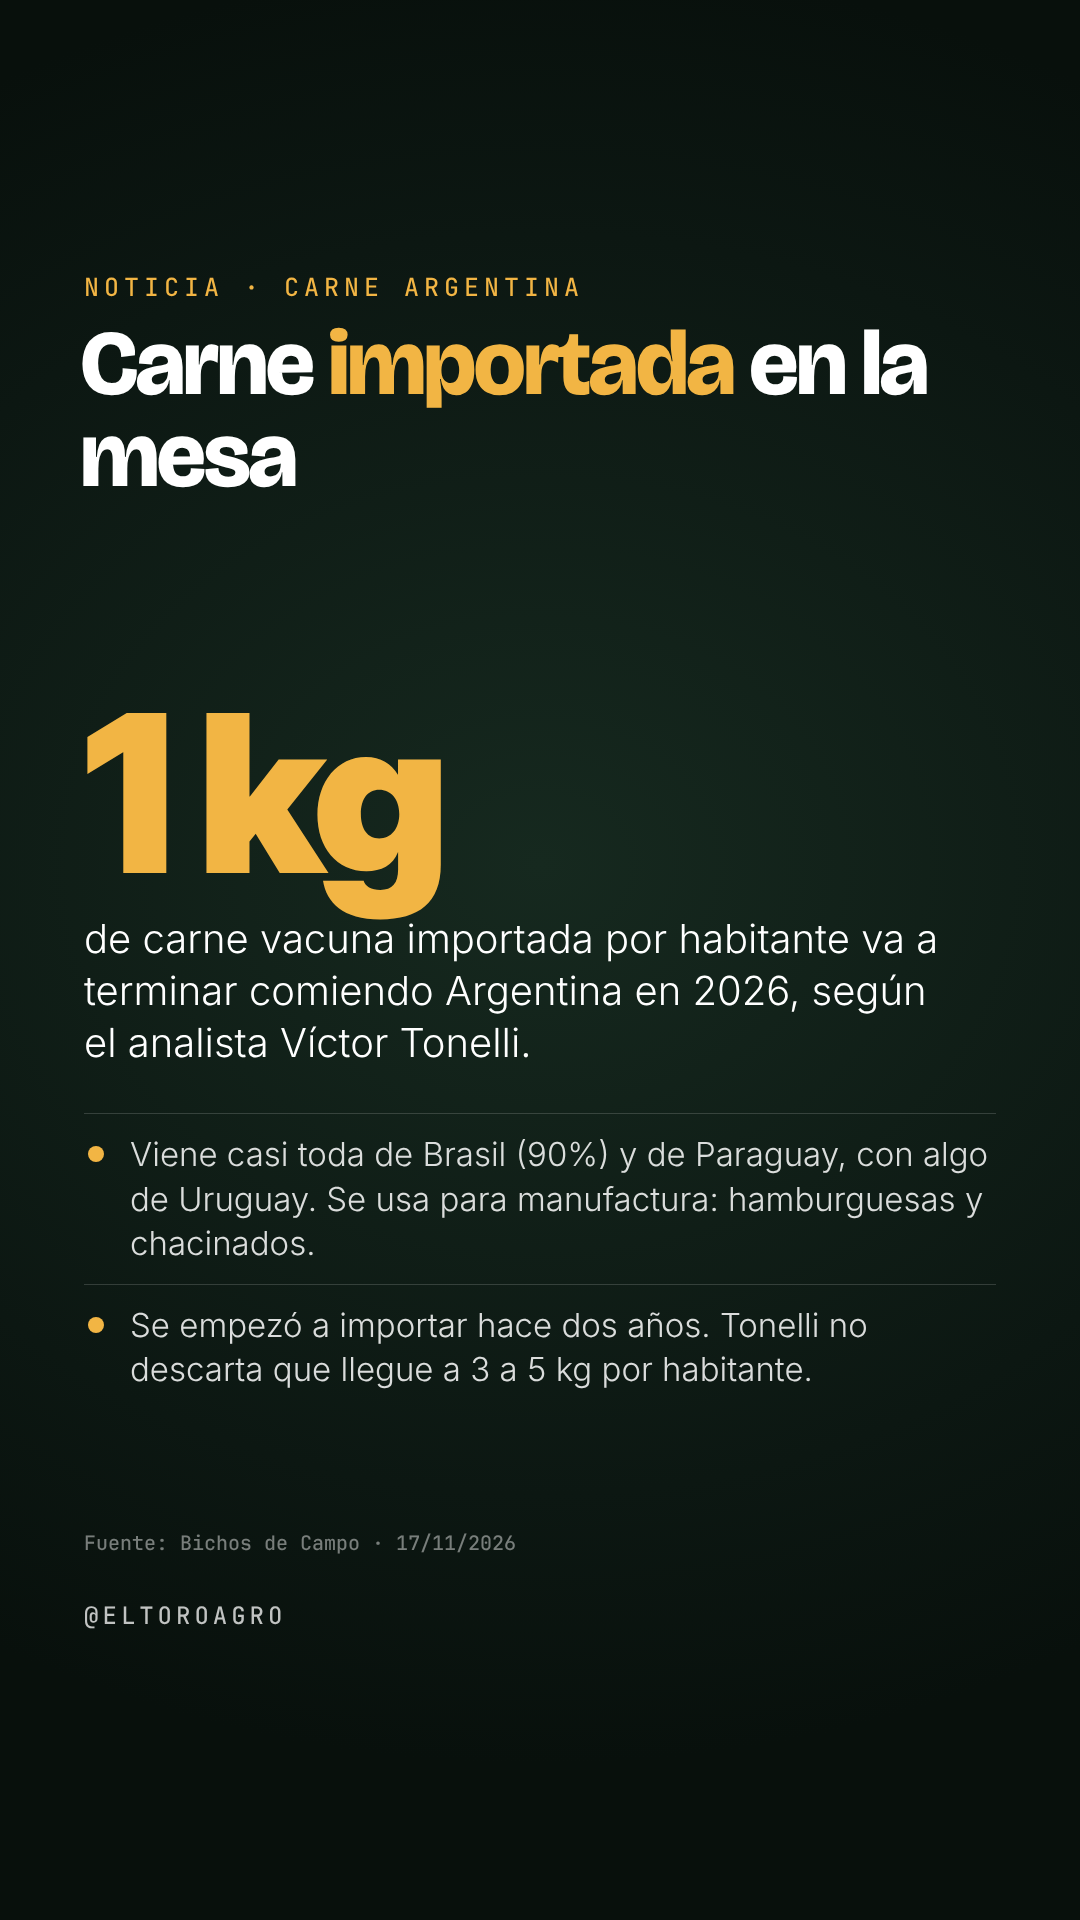 NOTICIA · CARNE ARGENTINA
Carne importada en la
mesa
1 kg
de carne vacuna importada por habitante va a
terminar comiendo Argentina en 2026, según
el analista Víctor Tonelli.
Viene casi toda de Brasil (90%) y de Paraguay, con algo
de Uruguay. Se usa para manufactura: hamburguesas y
chacinados.
Se empezó a importar hace dos años. Tonelli no
descarta que llegue a 3 a 5 kg por habitante.
Fuente: Bichos de Campo · 17/11/2026
@ELTOROAGRO